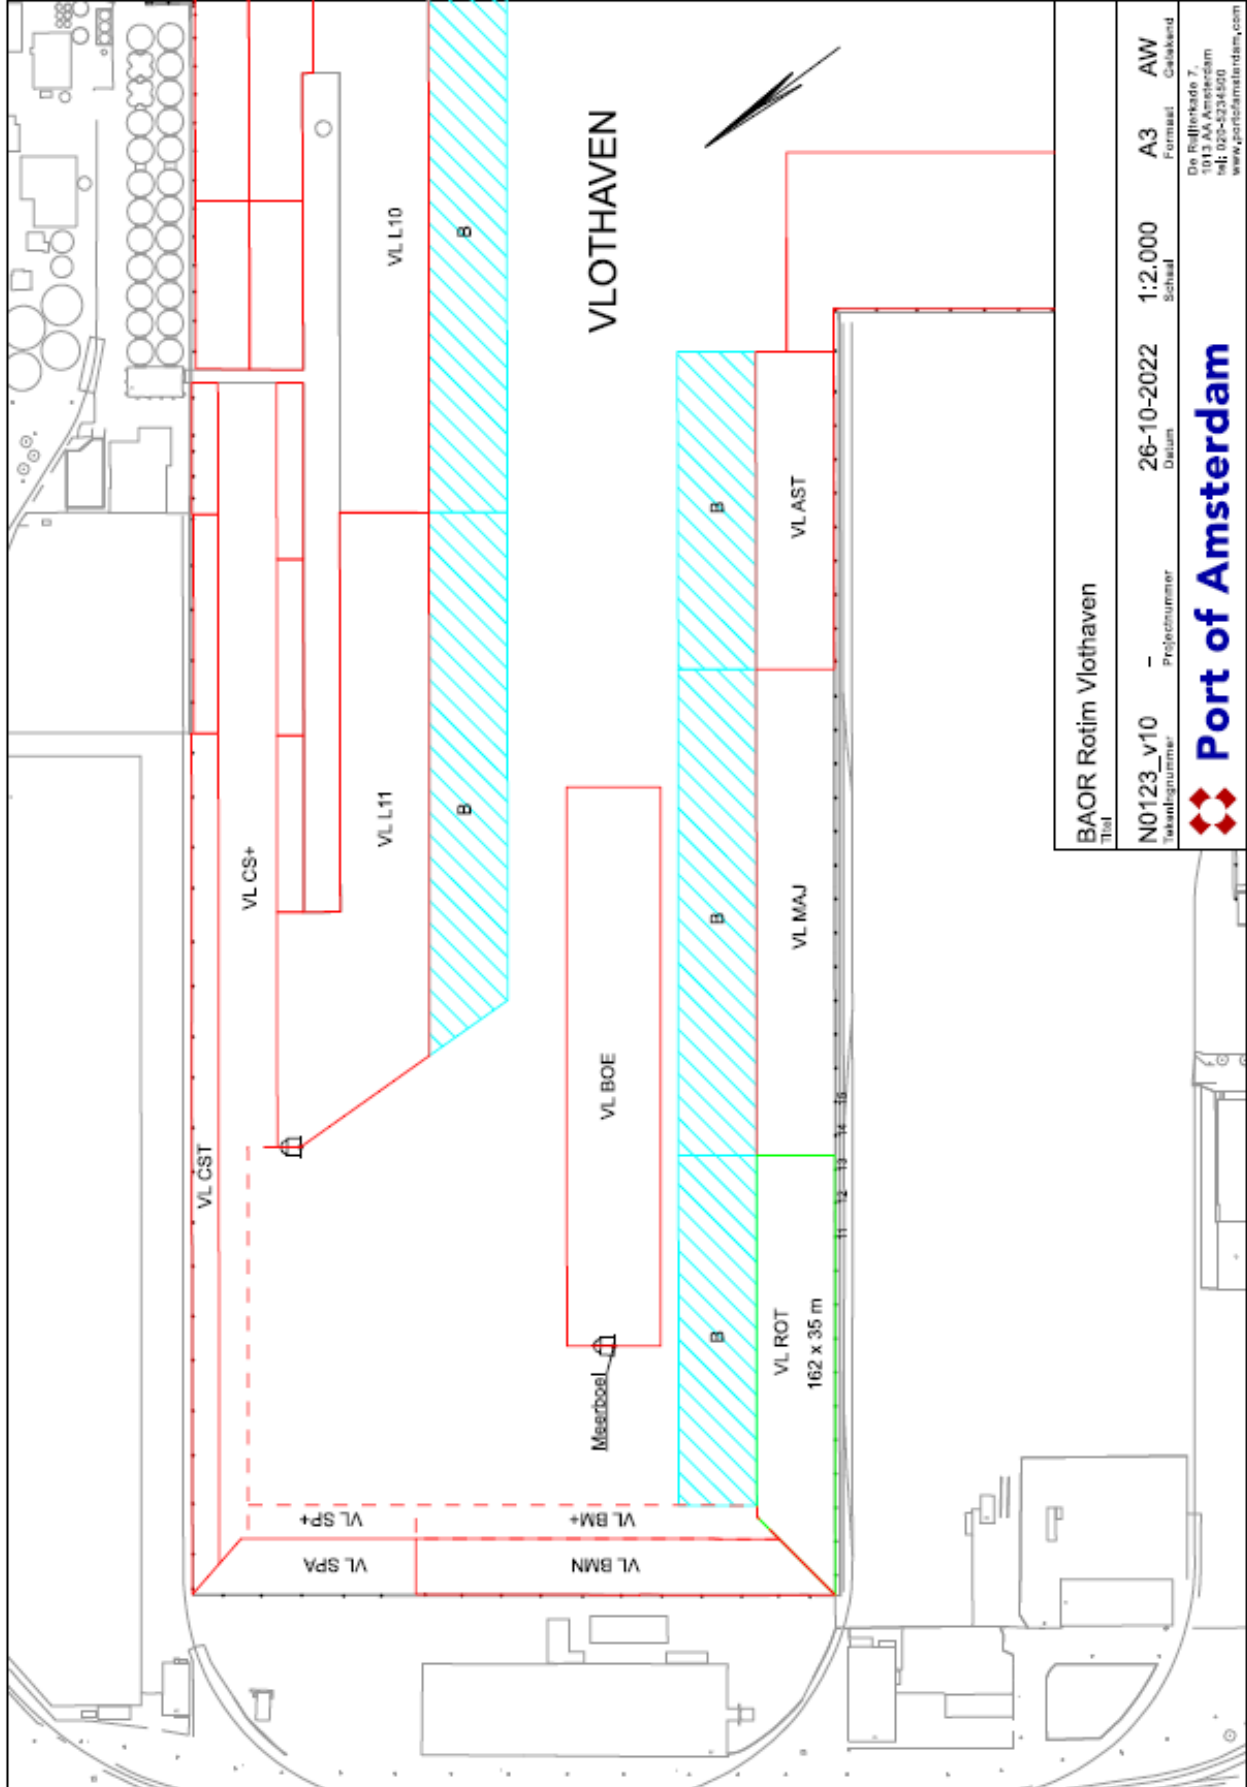 VLOTHAVEN
VL L10
B
VL L11
B
VL CS+
VL CST
VL BOE
Meerboei
VL AST
B
VL MAJ
B
VL ROT
162 x 35 m
B
VL SP+
VL SPA
VL BM+
VL BMN
11 12 13 14 15
BAOR Rotim Vlothaven
Titel
N0123_v10 - 26-10-2022 1:2.000 A3 AW
Tekeningnummer Projectnummer Datum Schaal Formaat Getekend
Port of Amsterdam
De Ruijterkade 7,
1013 AA Amsterdam
tel: 020-5234500
www.portofamsterdam.com